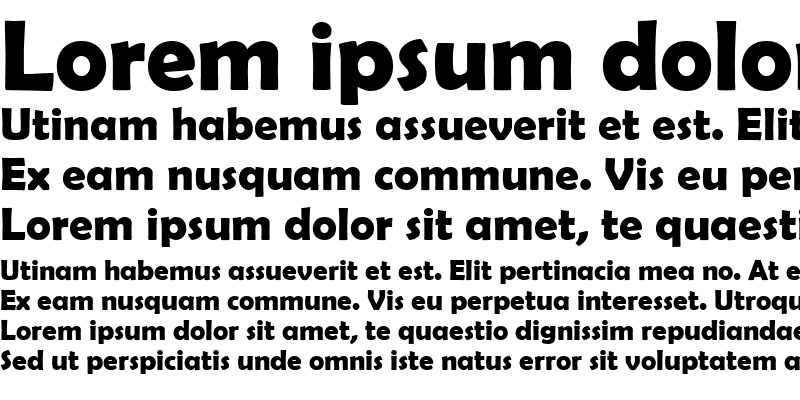 Lorem ipsum dolor
Utinam habemus assueverit et est. Elit
Ex eam nusquam commune. Vis eu per
Lorem ipsum dolor sit amet, te quaesti
Utinam habemus assueverit et est. Elit pertinacia mea no. At e
Ex eam nusquam commune. Vis eu perpetua interesset. Utroqu
Lorem ipsum dolor sit amet, te quaestio dignissim repudiandae
Sed ut perspiciatis unde omnis iste natus error sit voluptatem a